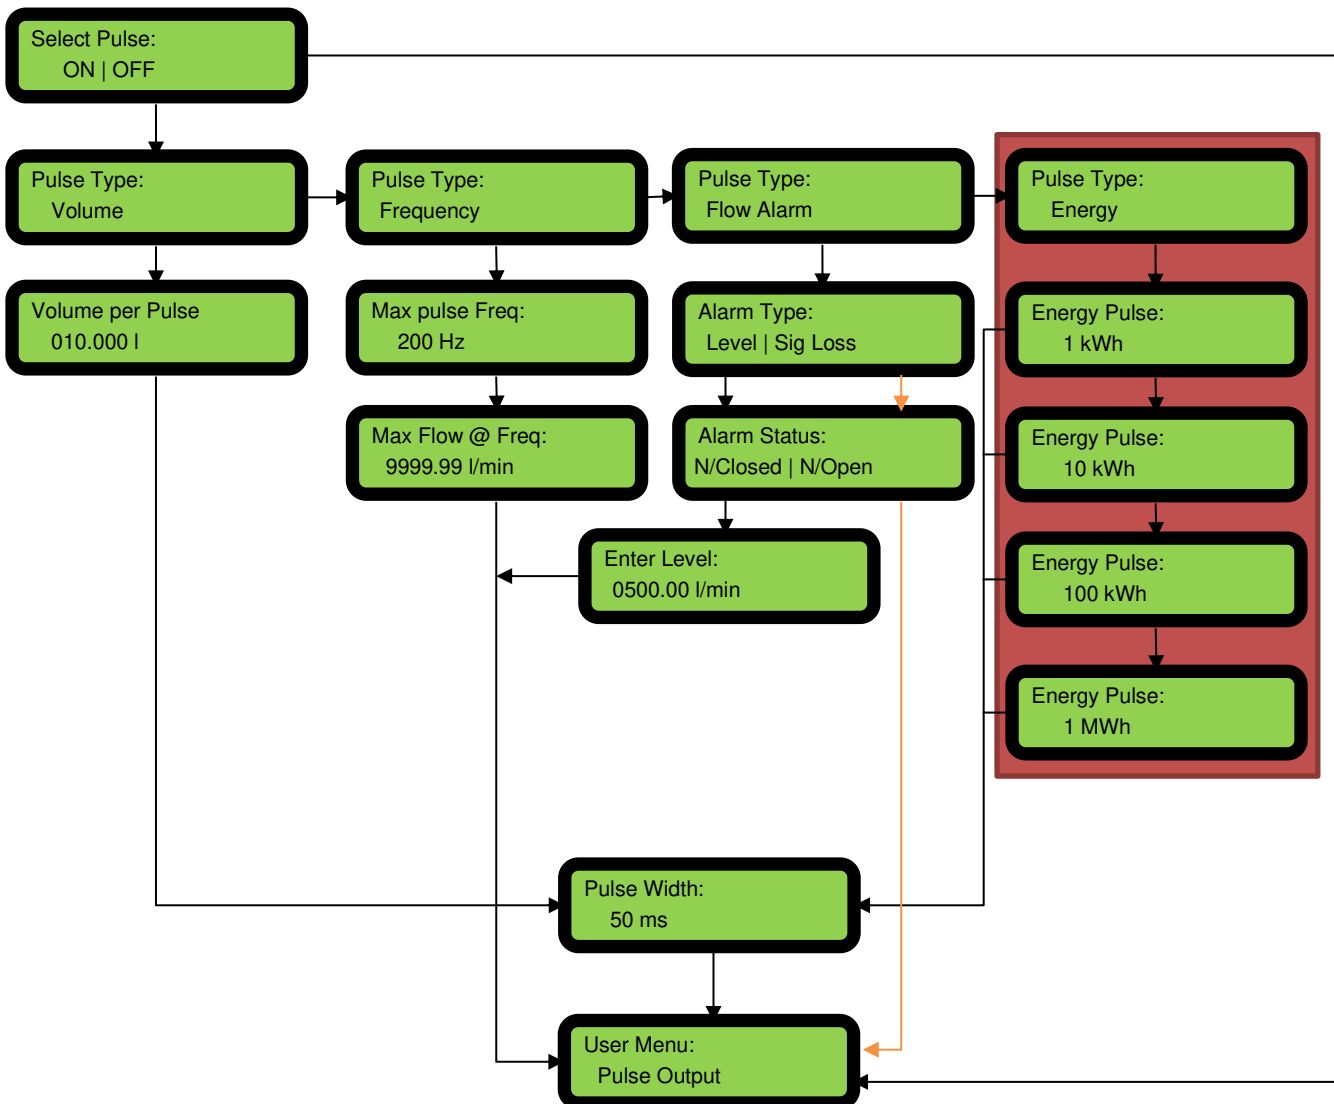 Select Pulse:
ON | OFF
Pulse Type:
Volume
Pulse Type:
Frequency
Pulse Type:
Flow Alarm
Pulse Type:
Energy
Volume per Pulse
010.000 l
Max pulse Freq:
200 Hz
Alarm Type:
Level | Sig Loss
Energy Pulse:
1 kWh
Max Flow @ Freq:
9999.99 l/min
Alarm Status:
N/Closed | N/Open
Energy Pulse:
10 kWh
Enter Level:
0500.00 l/min
Energy Pulse:
100 kWh
Energy Pulse:
1 MWh
Pulse Width:
50 ms
User Menu:
Pulse Output